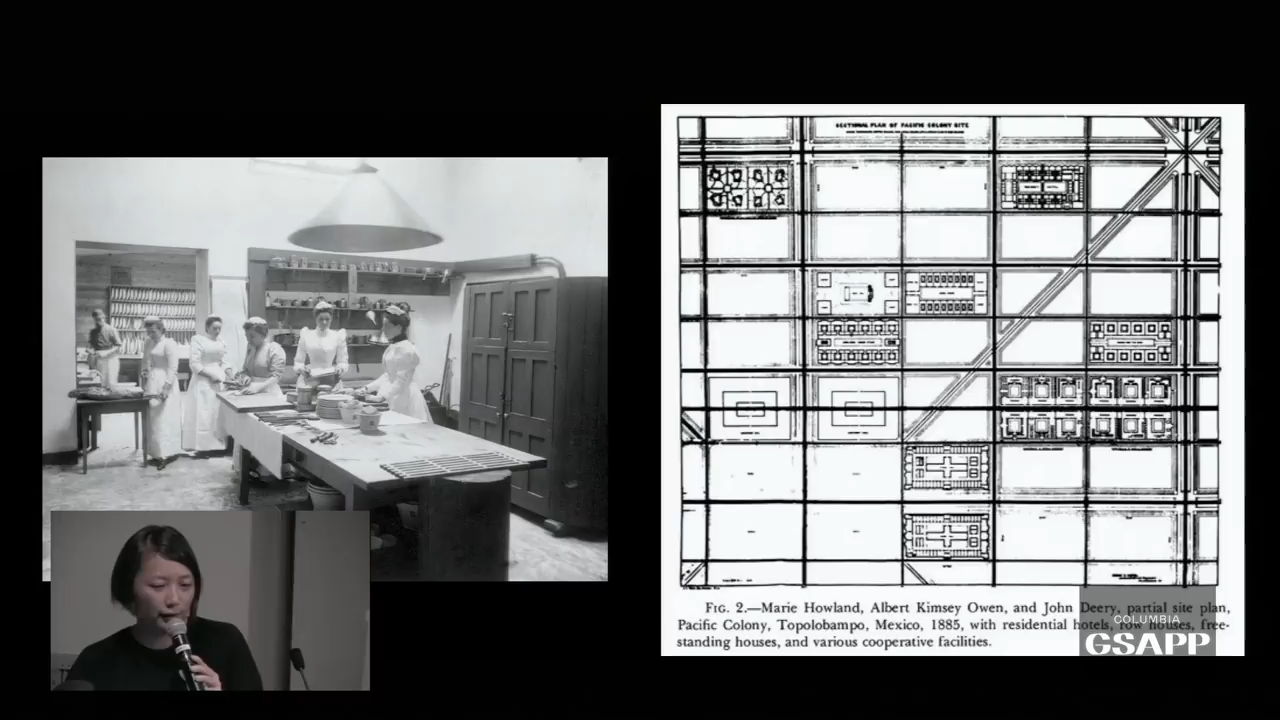 SECTIONAL PLAN OF PACIFIC COLONY SITE
FIG. 2.—Marie Howland, Albert Kimsey Owen, and John Deery, partial site plan,
Pacific Colony, Topolobampo, Mexico, 1885, with residential hotels, row houses, free-
standing houses, and various cooperative facilities.
COLUMBIA
GSAPP